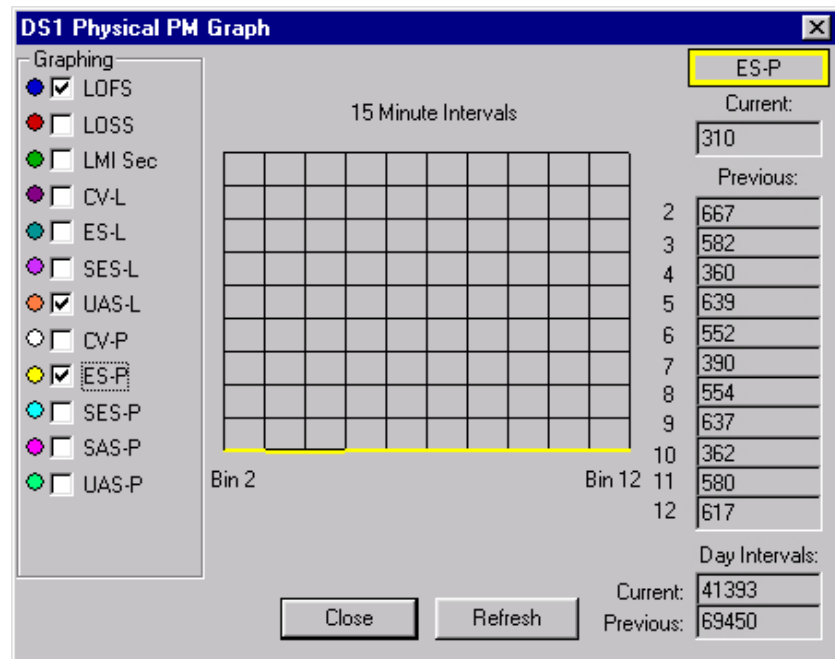 DS1 Physical PM Graph
Graphing
LOFS
LOSS
LMI Sec
CV-L
ES-L
SES-L
UAS-L
CV-P
ES-P
SES-P
SAS-P
UAS-P
15 Minute Intervals
Bin 2
Bin 12
ES-P
Current:
310
Previous:
2 667
3 582
4 360
5 639
6 552
7 390
8 554
9 637
10 362
11 580
12 617
Day Intervals:
Current: 41393
Previous: 69450
Close
Refresh